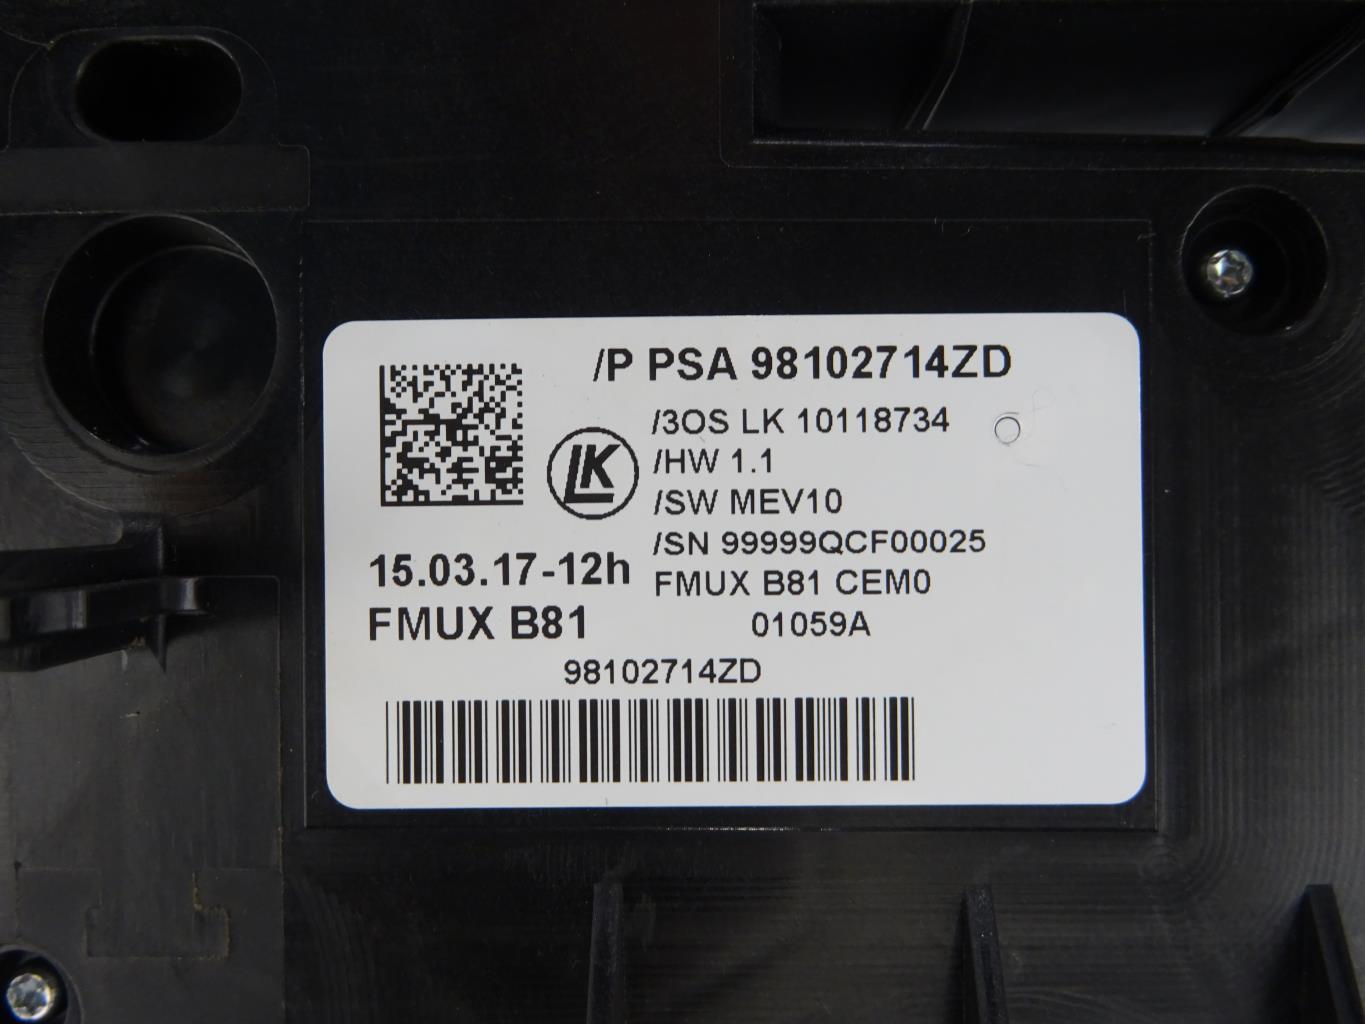 /P PSA 98102714ZD
/3OS LK 10118734
LK
/HW 1.1
/SW MEV10
/SN 99999QCF00025
15.03.17-12h
FMUX B81 CEM0
FMUX B81
01059A
98102714ZD